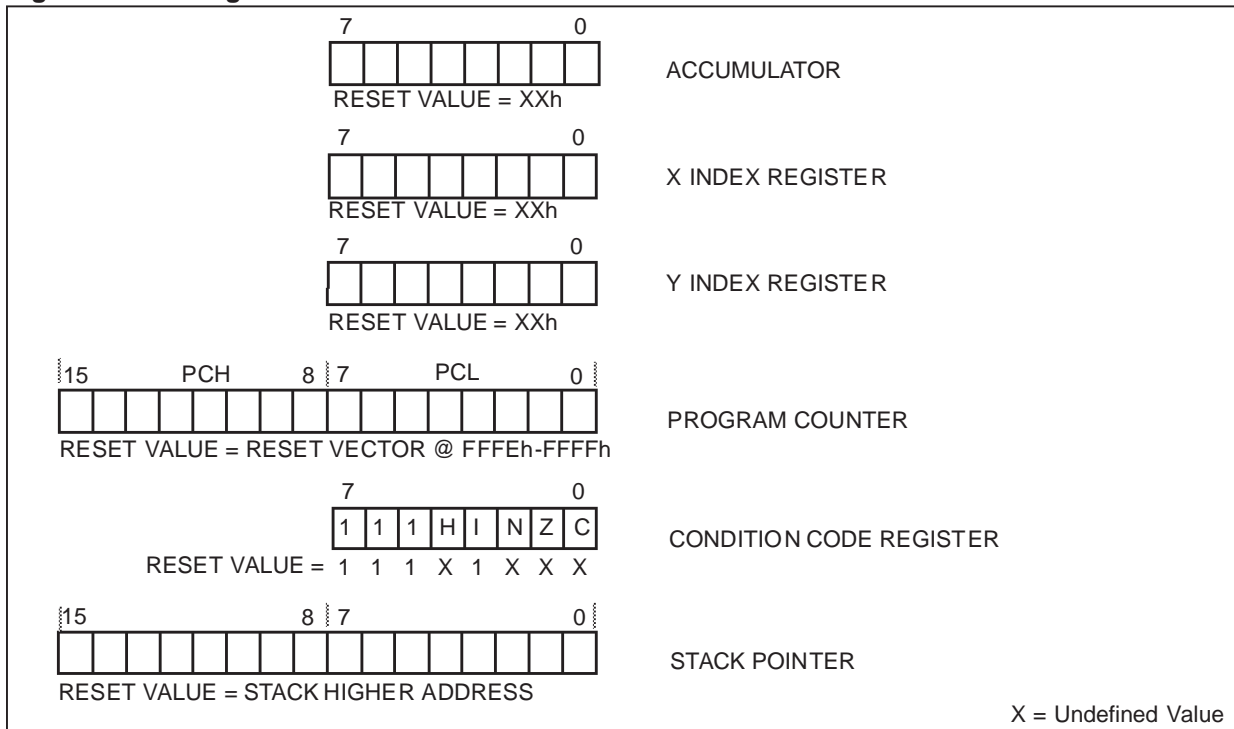 7 0
ACCUMULATOR
RESET VALUE = XXh
7 0
X INDEX REGISTER
RESET VALUE = XXh
7 0
Y INDEX REGISTER
RESET VALUE = XXh
15 PCH 8 7 PCL 0
PROGRAM COUNTER
RESET VALUE = RESET VECTOR @ FFFEh-FFFFh
7 0
1 1 1 H I N Z C
CONDITION CODE REGISTER
RESET VALUE = 1 1 1 X 1 X X X
15 8 7 0
STACK POINTER
RESET VALUE = STACK HIGHER ADDRESS
X = Undefined Value